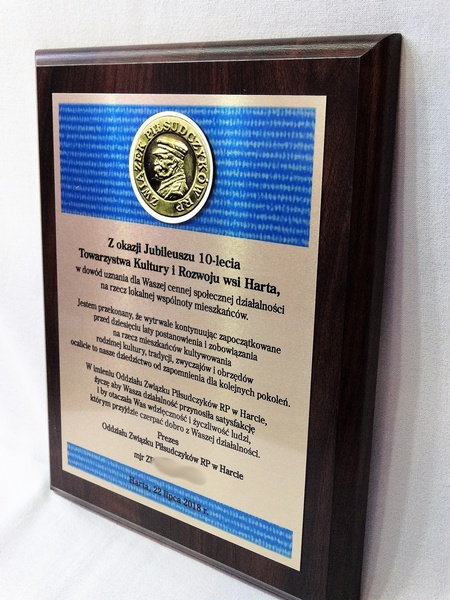 ZWIĄZEK PIŁSUDCZYKÓW RP
Z okazji Jubileuszu 10-lecia
Towarzystwa Kultury i Rozwoju wsi Harta,
w dowód uznania dla Waszej cennej społecznej działalności
na rzecz lokalnej wspólnoty mieszkańców.
Jestem przekonany, że wytrwale kontynuując zapoczątkowane
przed dziesięciu laty postanowienia i zobowiązania
na rzecz mieszkańców kultywowania
rodzimej kultury, tradycji, zwyczajów i obrzędów
ocalicie to nasze dziedzictwo od zapomnienia dla kolejnych pokoleń.
W imieniu Oddziału Związku Piłsudczyków RP w Harcie,
życzę aby Wasza działalność przynosiła satysfakcję
i by otaczała Was wdzięczność i życzliwość ludzi,
którym przyjdzie czerpać dobro z Waszej działalności.
Prezes
Oddziału Związku Piłsudczyków RP w Harcie
mjr
Harta, 22 lipca 2018 r.